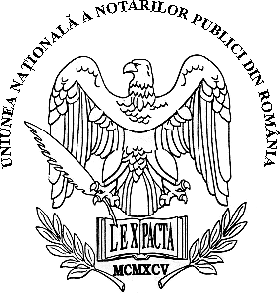 UNIUNEA NAȚIONALĂ A NOTARILOR PUBLICI DIN ROMÂNIA
LEX PACTA
MCMXCV